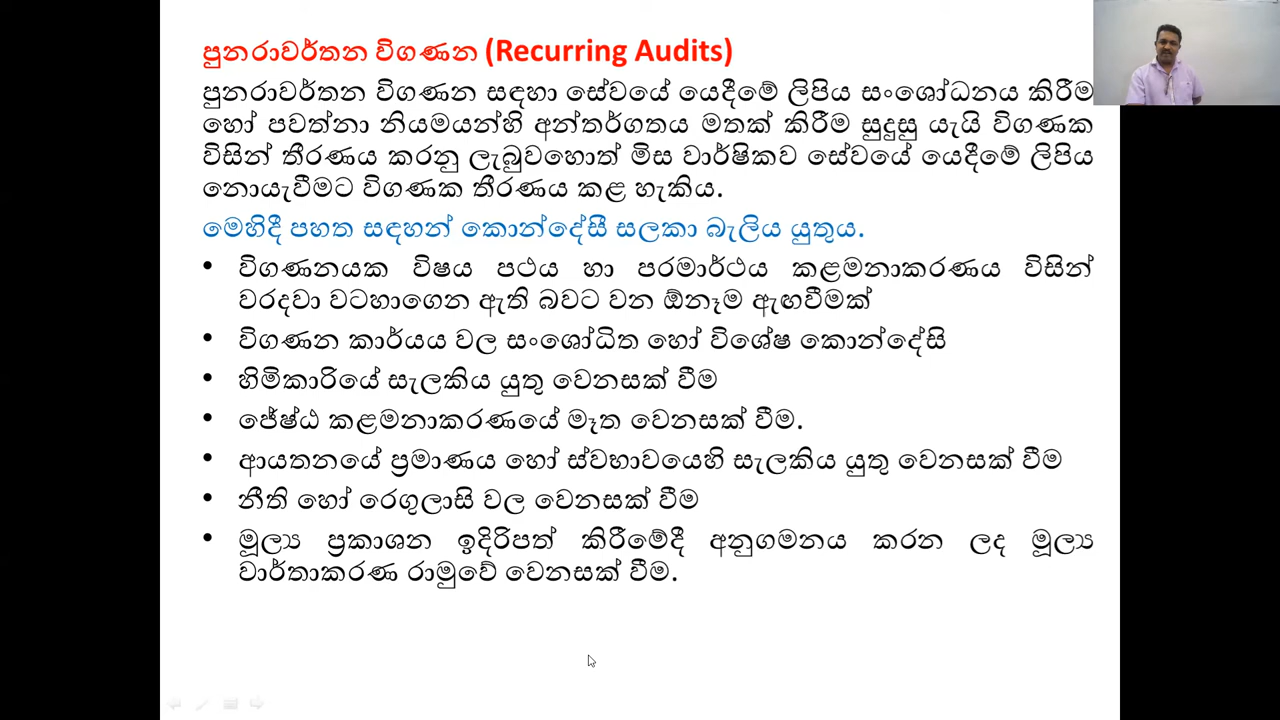 පුනරාවර්තන විගණන (Recurring Audits)
පුනරාවර්තන විගණන සඳහා සේවයේ යෙදීමේ ලිපිය සංශෝධනය කිරීම
හෝ පවත්නා නියමයන්හි අන්තර්ගතය මතක් කිරීම සුදුසු යැයි විගණක
විසින් තීරණය කරනු ලැබුවහොත් මිස වාර්ෂිකව සේවයේ යෙදීමේ ලිපිය
නොයැවීමට විගණක තීරණය කළ හැකිය.
මෙහිදී පහත සඳහන් කොන්දේසී සලකා බැලිය යුතුය.
• විගණනයක විෂය පථය හා පරමාර්ථය කළමනාකරණය විසින්
වරදවා වටහාගෙන ඇති බවට වන ඕනෑම ඇඟවීමක්
• විගණන කාර්යය වල සංශෝධිත හෝ විශේෂ කොන්දේසි
• හිමිකාරියේ සැලකිය යුතු වෙනසක් වීම
• ජේෂ්ඨ කළමනාකරණයේ මෑත වෙනසක් වීම.
• ආයතනයේ ප්‍රමාණය හෝ ස්වභාවයෙහි සැලකිය යුතු වෙනසක් වීම
• නීති හෝ රෙගුලාසි වල වෙනසක් වීම
• මූල්‍ය ප්‍රකාශන ඉදිරිපත් කිරීමේදී අනුගමනය කරන ලද මූල්‍ය
වාර්තාකරණ රාමුවේ වෙනසක් වීම.